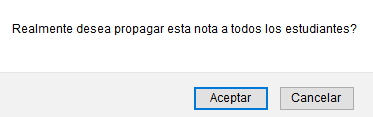 Realmente desea propagar esta nota a todos los estudiantes?
Aceptar Cancelar